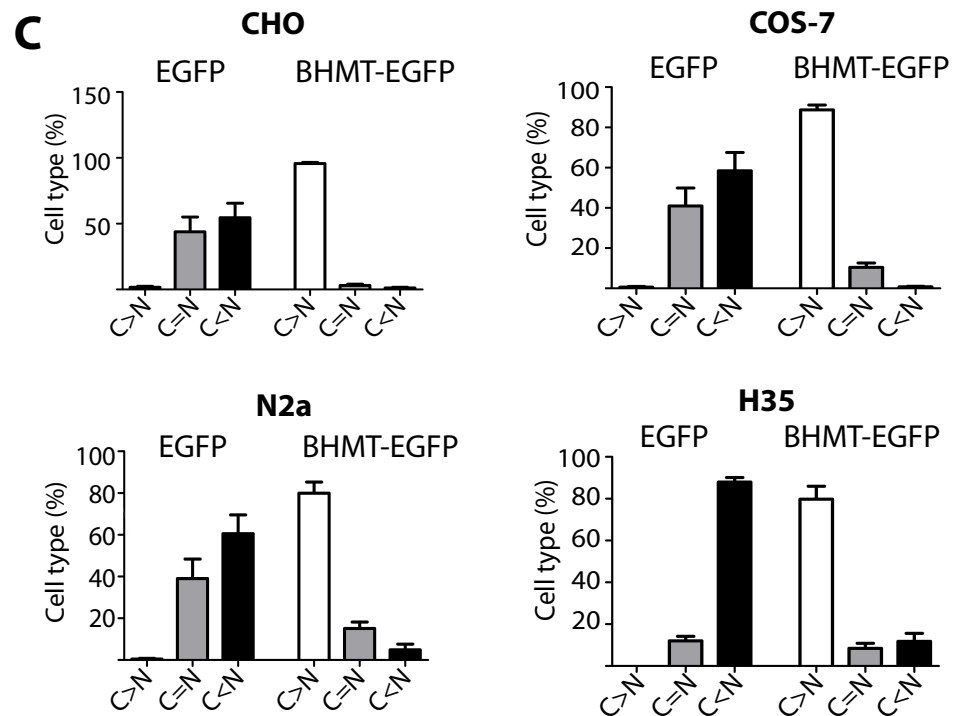 C
CHO
EGFP BHMT-EGFP
Cell type (%)
150
100
50
C>N C=N C<N C>N C=N C<N
COS-7
EGFP BHMT-EGFP
Cell type (%)
100
80
60
40
20
C>N C=N C<N C>N C=N C<N
N2a
EGFP BHMT-EGFP
Cell type (%)
100
80
60
40
20
C>N C=N C<N C>N C=N C<N
H35
EGFP BHMT-EGFP
Cell type (%)
100
80
60
40
20
C>N C=N C<N C>N C=N C<N